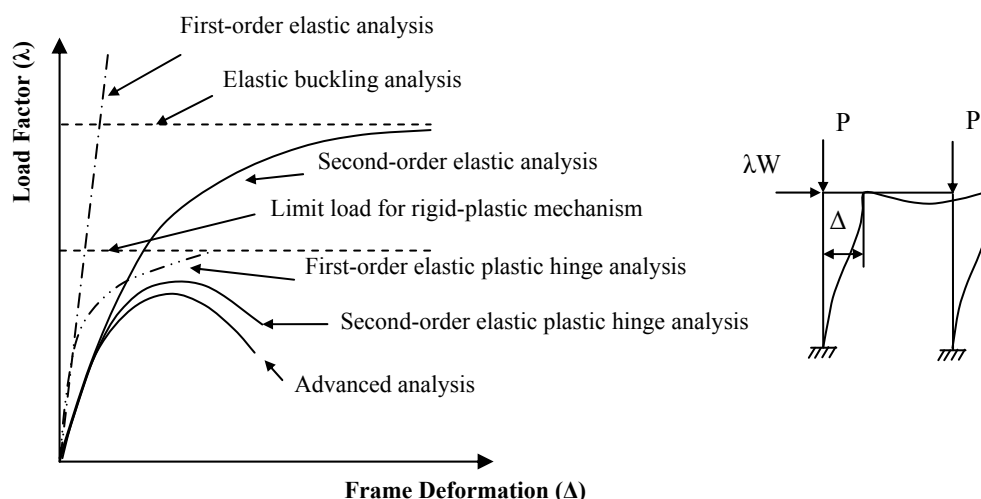 First-order elastic analysis
Elastic buckling analysis
Load Factor (λ)
Second-order elastic analysis
Limit load for rigid-plastic mechanism
First-order elastic plastic hinge analysis
Second-order elastic plastic hinge analysis
Advanced analysis
Frame Deformation (Δ)
P
P
λW
Δ